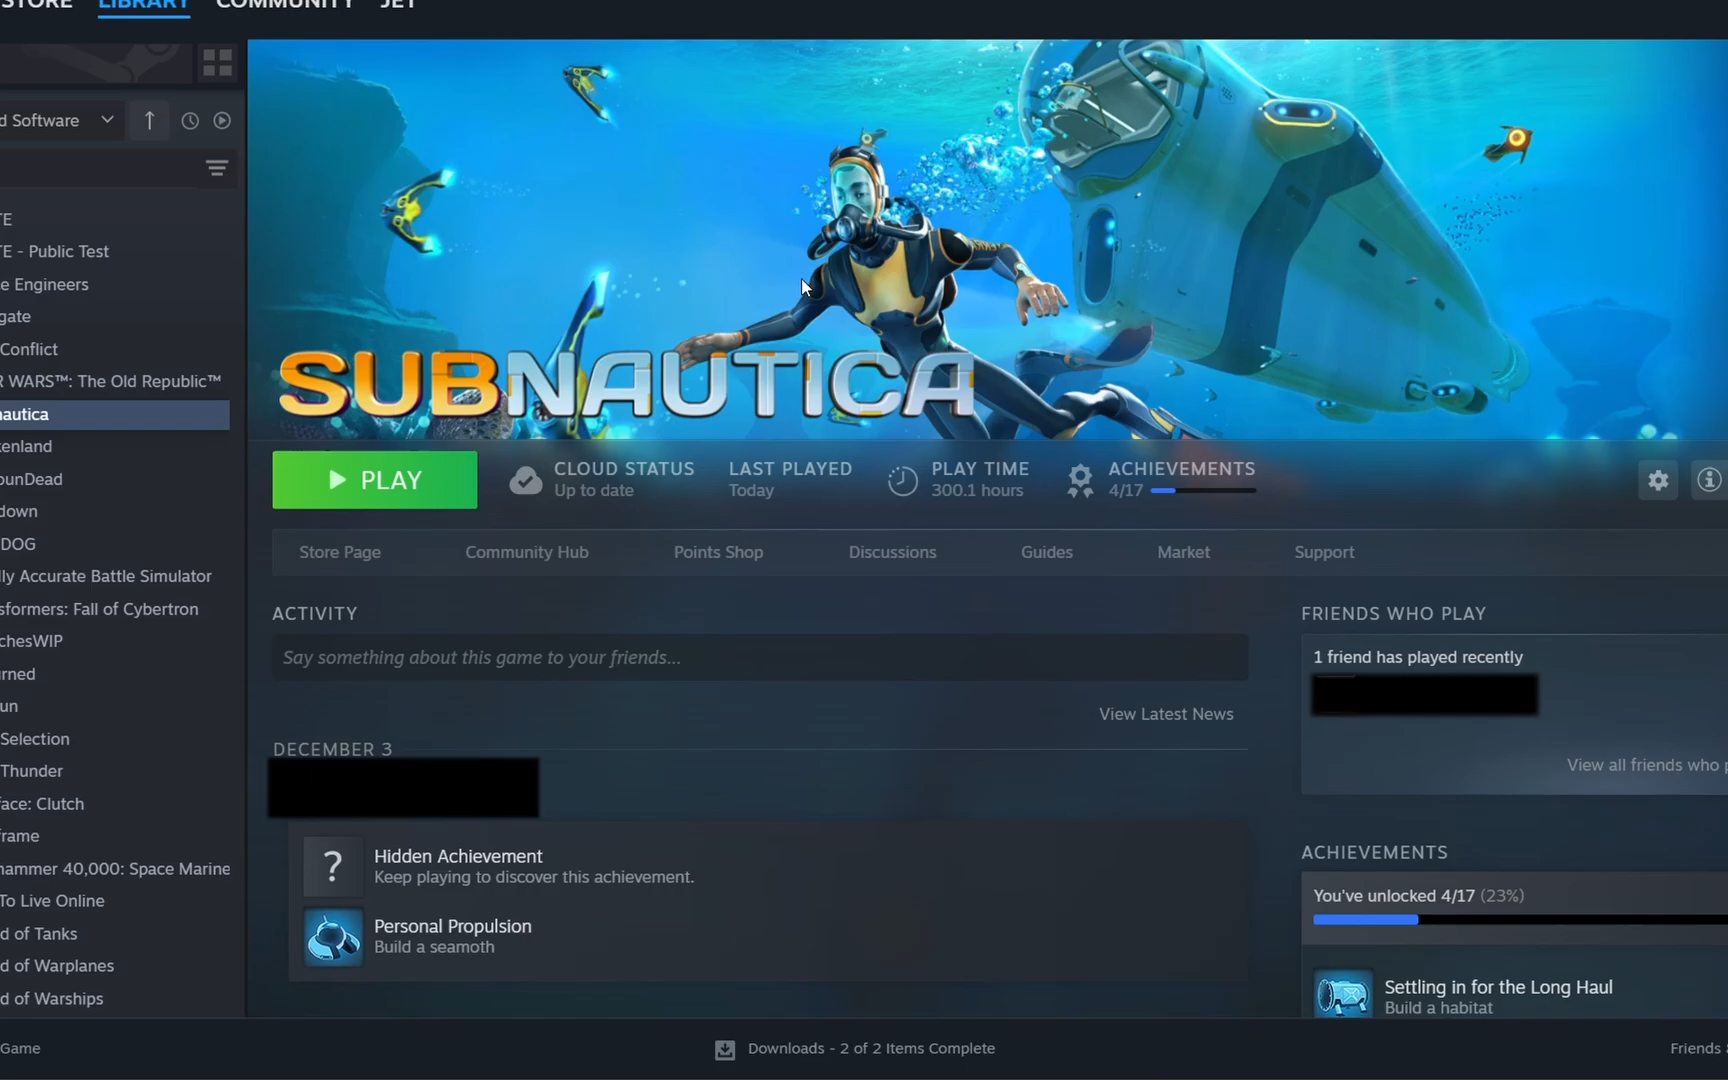 STORE LIBRARY COMMUNITY JET
d Software
TE
TE - Public Test
e Engineers
gate
Conflict
R WARS™: The Old Republic™
nautica
kenland
ounDead
down
DOG
lly Accurate Battle Simulator
sformers: Fall of Cybertron
chesWIP
urned
un
Selection
Thunder
face: Clutch
frame
hammer 40,000: Space Marine
To Live Online
d of Tanks
d of Warplanes
d of Warships
Game
SUBNAUTICA
PLAY
CLOUD STATUS
Up to date
LAST PLAYED
Today
PLAY TIME
300.1 hours
ACHIEVEMENTS
4/17
Store Page Community Hub Points Shop Discussions Guides Market Support
ACTIVITY
Say something about this game to your friends...
View Latest News
DECEMBER 3
?
Hidden Achievement
Keep playing to discover this achievement.
Personal Propulsion
Build a seamoth
FRIENDS WHO PLAY
1 friend has played recently
View all friends who
ACHIEVEMENTS
You've unlocked 4/17 (23%)
Settling in for the Long Haul
Build a habitat
Downloads - 2 of 2 Items Complete
Friends